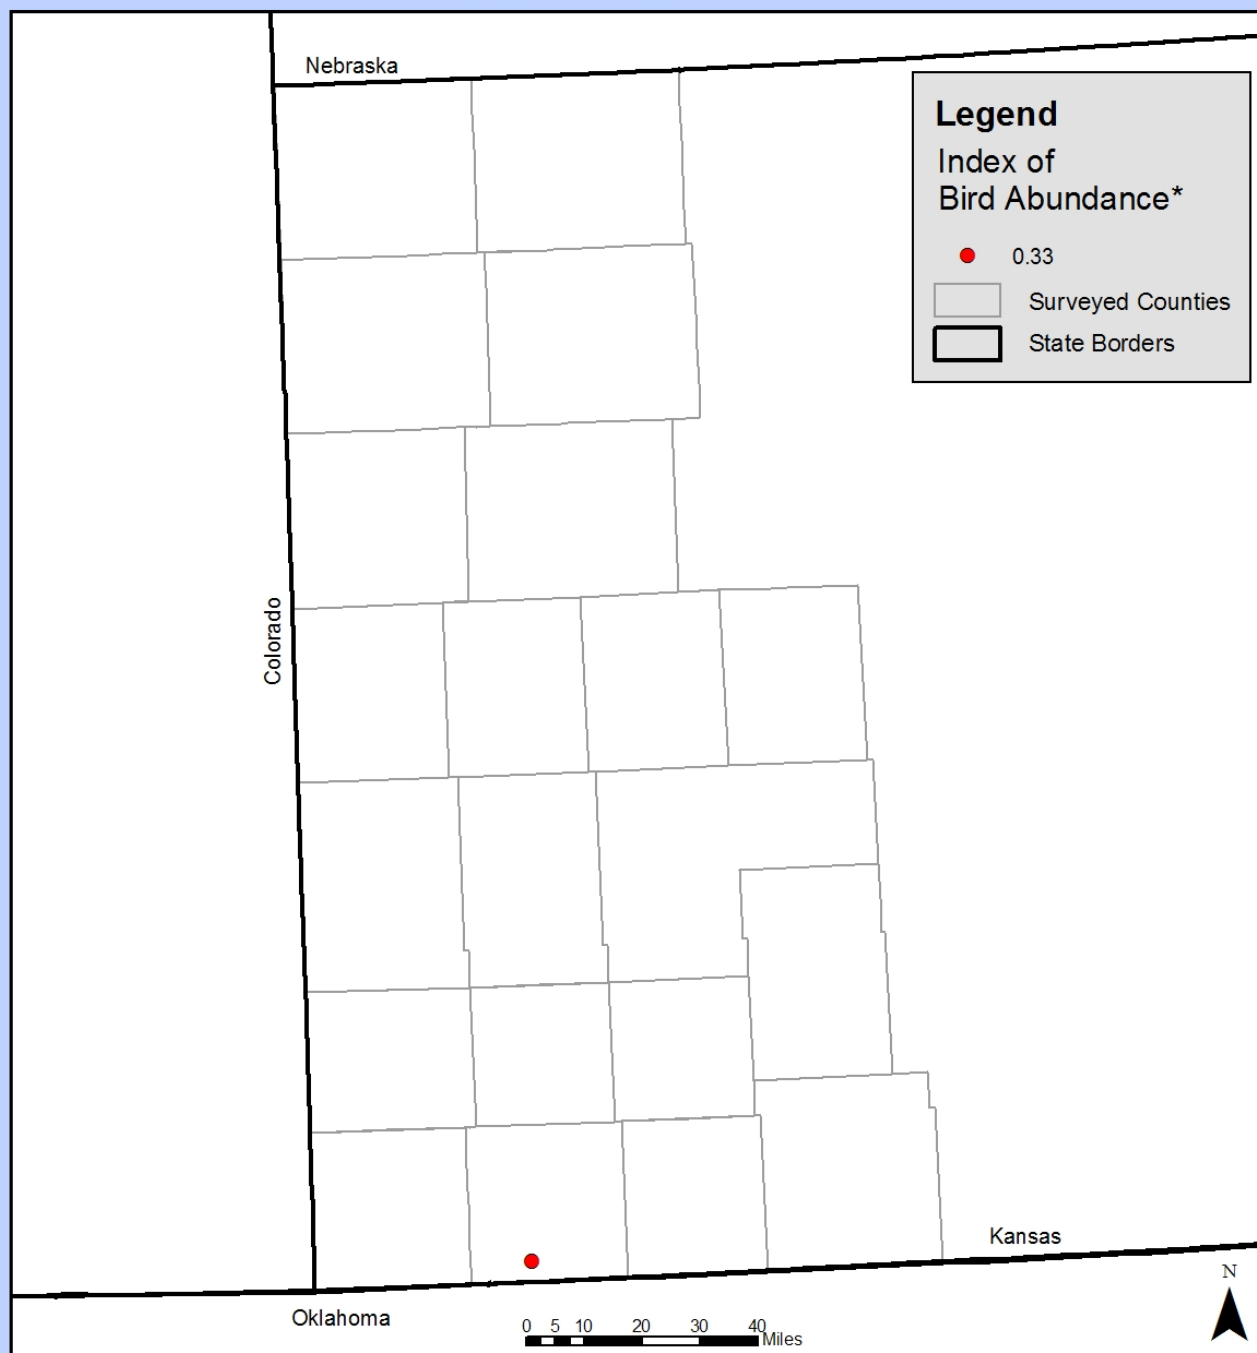 Nebraska
Legend
Index of
Bird Abundance*
0.33
Surveyed Counties
State Borders
Colorado
Kansas
Oklahoma
N
0 5 10 20 30 40
Miles